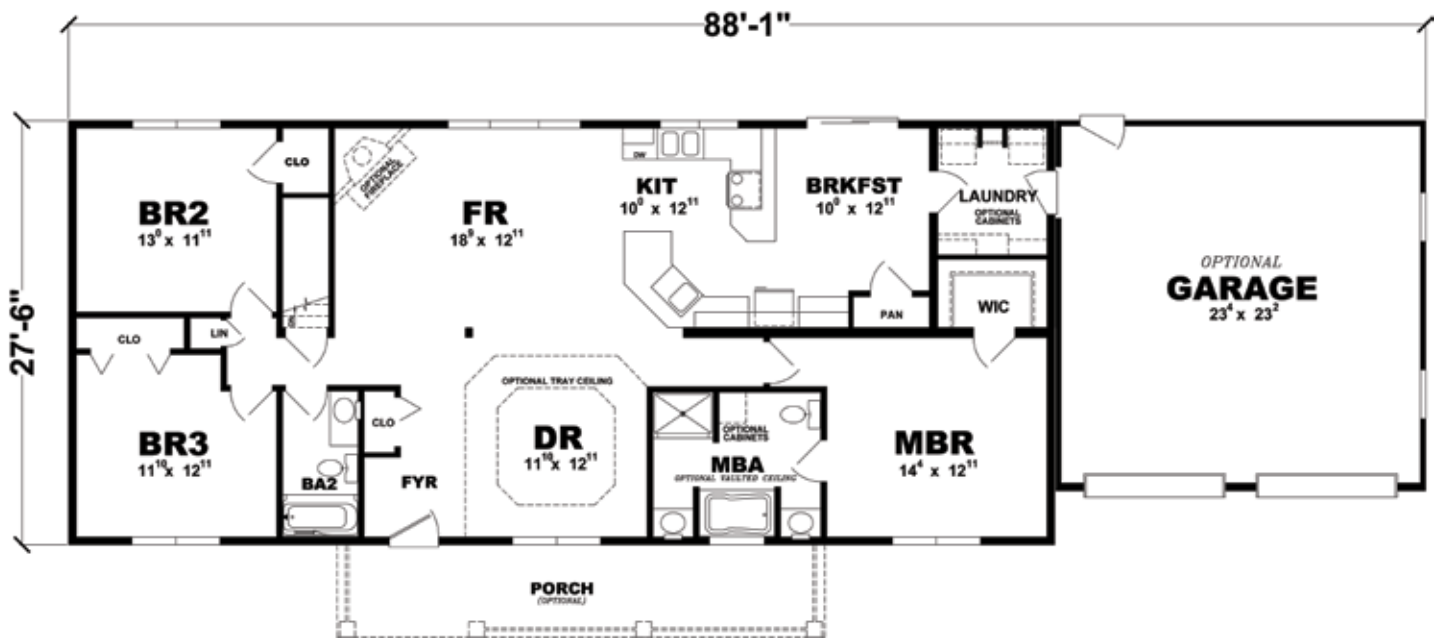 88'-1"
27'-6"
BR2
13⁰ x 11¹¹
CLO
OPTIONAL
FIREPLACE
FR
18⁹ x 12¹¹
DW
KIT
10⁰ x 12¹¹
BRKFST
10⁰ x 12¹¹
LAUNDRY
OPTIONAL
CABINETS
OPTIONAL
GARAGE
23⁴ x 23²
WIC
PAN
DN
LIN
CLO
BR3
11¹⁰ x 12¹¹
BA2
CLO
FYR
OPTIONAL TRAY CEILING
DR
11¹⁰ x 12¹¹
OPTIONAL
CABINETS
MBA
OPTIONAL VAULTED CEILING
MBR
14⁴ x 12¹¹
PORCH
(OPTIONAL)